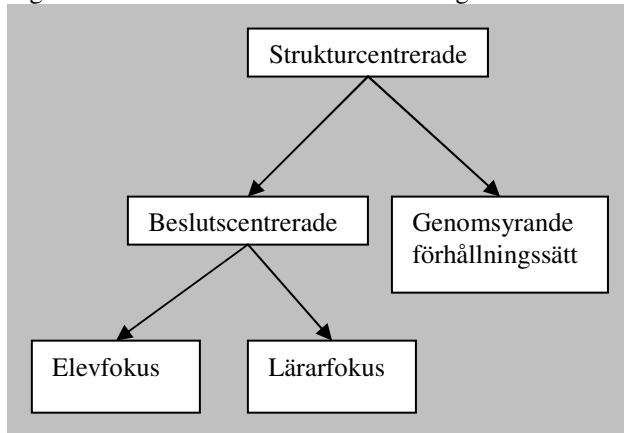 Strukturcentrerade
Beslutscentrerade
Genomsyrande
förhållningssätt
Elevfokus
Lärarfokus